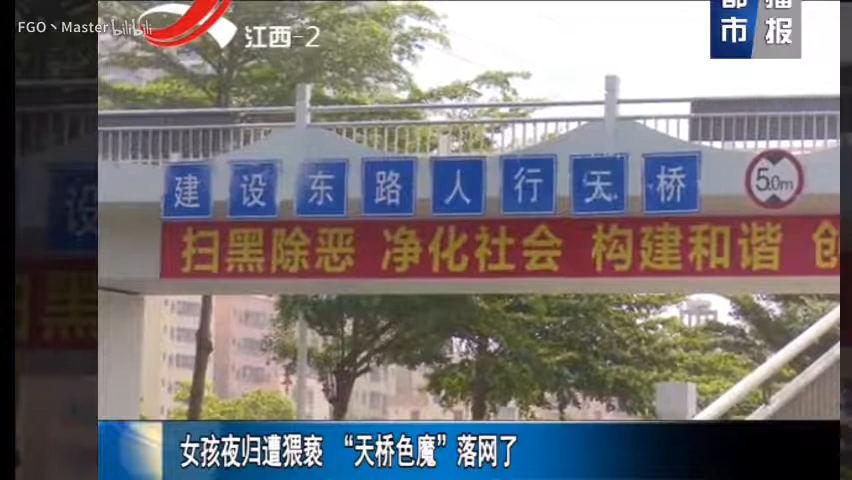 FGO丶Master bilibili
江西-2
都 播
市 报
建设东路人行天桥
5.0m
扫黑除恶 净化社会 构建和谐 创
女孩夜归遭猥亵 “天桥色魔”落网了